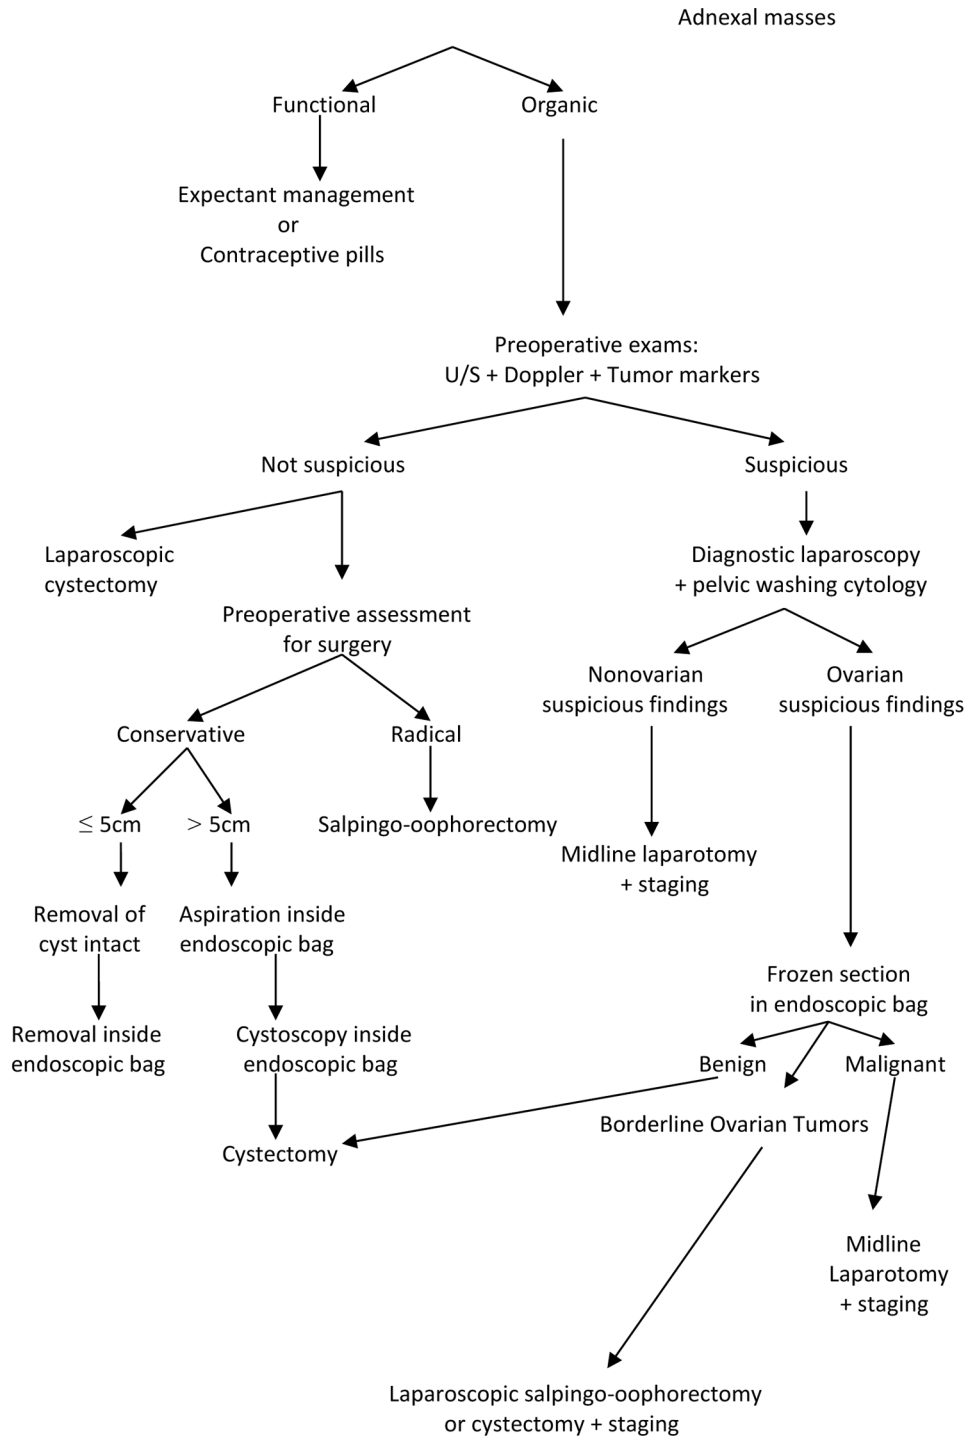 Adnexal masses
Functional
Organic
Expectant management
or
Contraceptive pills
Preoperative exams:
U/S + Doppler + Tumor markers
Not suspicious
Suspicious
Laparoscopic
cystectomy
Diagnostic laparoscopy
+ pelvic washing cytology
Preoperative assessment
for surgery
Nonovarian
suspicious findings
Ovarian
suspicious findings
Conservative
Radical
≤ 5cm
> 5cm
Salpingo-oophorectomy
Midline laparotomy
+ staging
Removal of
cyst intact
Aspiration inside
endoscopic bag
Frozen section
in endoscopic bag
Removal inside
endoscopic bag
Cystoscopy inside
endoscopic bag
Benign
Malignant
Borderline Ovarian Tumors
Cystectomy
Midline
Laparotomy
+ staging
Laparoscopic salpingo-oophorectomy
or cystectomy + staging